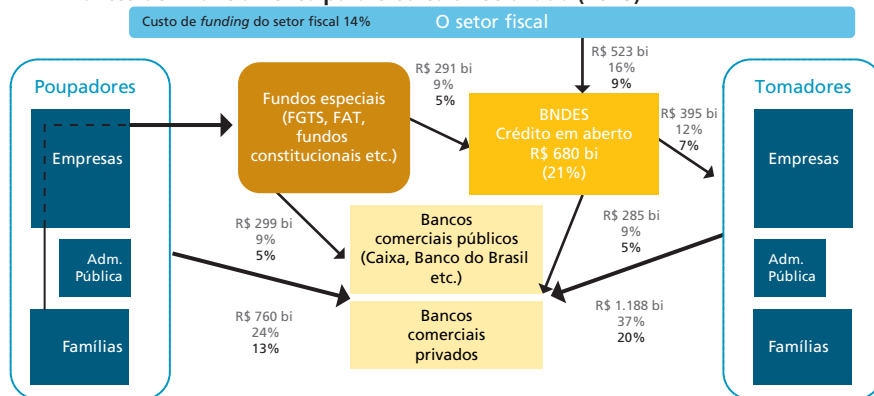 Custo de funding do setor fiscal 14%
O setor fiscal
R$ 523 bi
16%
9%
R$ 291 bi
9%
5%
Poupadores
Tomadores
Fundos especiais
(FGTS, FAT,
fundos
constitucionais etc.)
BNDES
Crédito em aberto
R$ 680 bi
(21%)
R$ 395 bi
12%
7%
Empresas
Empresas
R$ 299 bi
9%
5%
Bancos
comerciais públicos
(Caixa, Banco do Brasil
etc.)
R$ 285 bi
9%
5%
Adm.
Pública
Adm.
Pública
R$ 760 bi
24%
13%
Bancos
comerciais
privados
R$ 1.188 bi
37%
20%
Famílias
Famílias